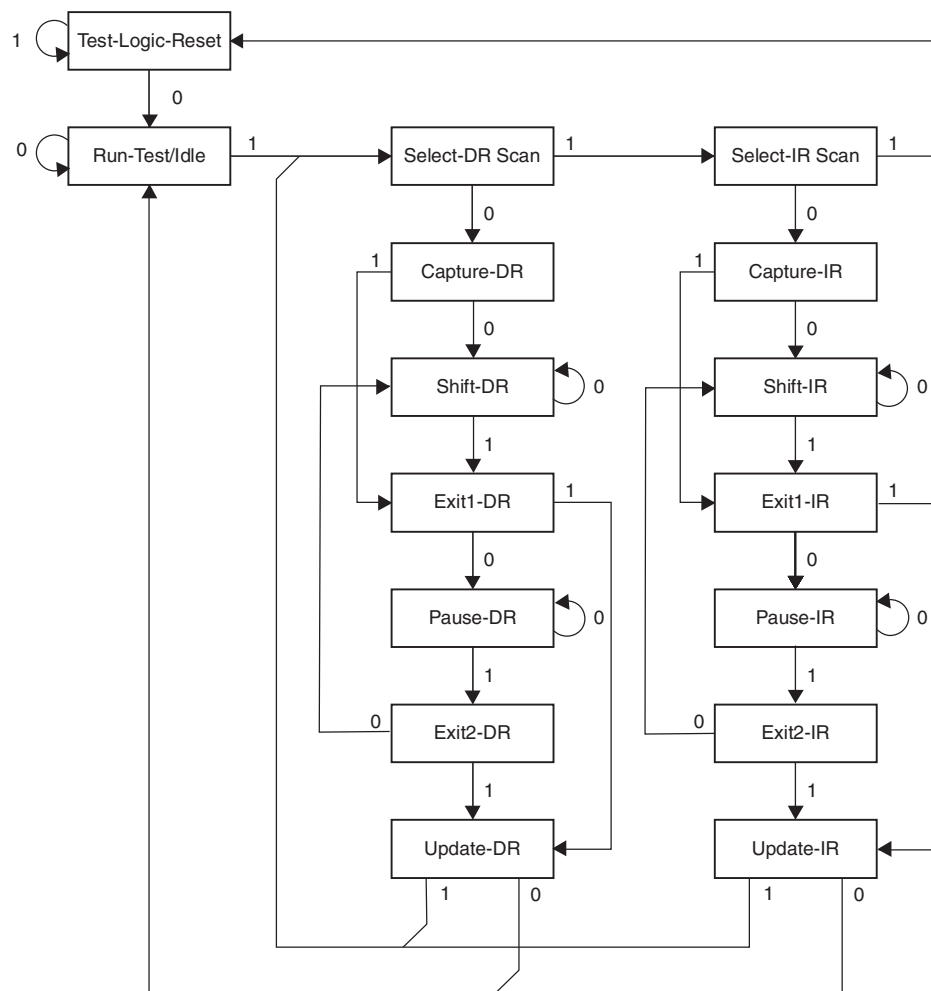 Test-Logic-Reset
1
0
0
Run-Test/Idle
1
Select-DR Scan
1
Select-IR Scan
1
0
0
1
Capture-DR
1
Capture-IR
0
0
Shift-DR
0
Shift-IR
0
1
1
Exit1-DR
1
Exit1-IR
1
0
0
Pause-DR
0
Pause-IR
0
1
1
0
Exit2-DR
0
Exit2-IR
1
1
Update-DR
Update-IR
1
0
1
0